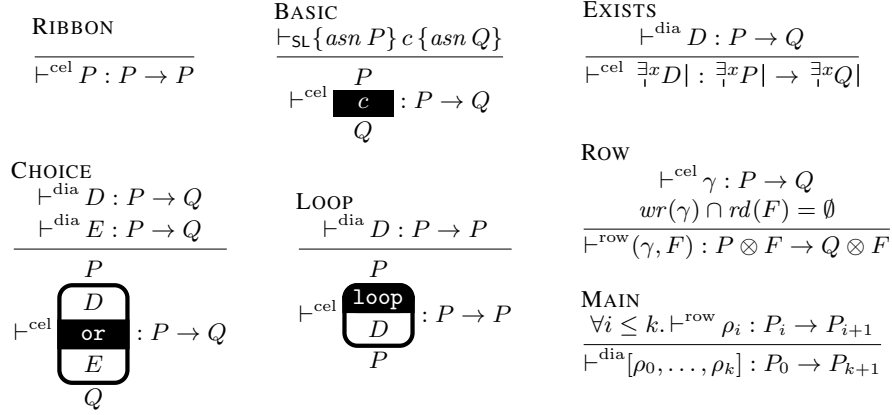 RIBBON
⊢cel P : P → P
BASIC
⊢SL {asn P} c {asn Q}
P
⊢cel c : P → Q
Q
EXISTS
⊢dia D : P → Q
⊢cel ∃x D : ∃x P → ∃x Q
CHOICE
⊢dia D : P → Q
⊢dia E : P → Q
P
D
⊢cel or : P → Q
E
Q
LOOP
⊢dia D : P → P
P
loop
⊢cel : P → P
D
P
ROW
⊢cel γ : P → Q
wr(γ) ∩ rd(F) = ∅
⊢row (γ, F) : P ⊗ F → Q ⊗ F
MAIN
∀i ≤ k. ⊢row ρi : Pi → Pi+1
⊢dia [ρ0, . . . , ρk] : P0 → Pk+1